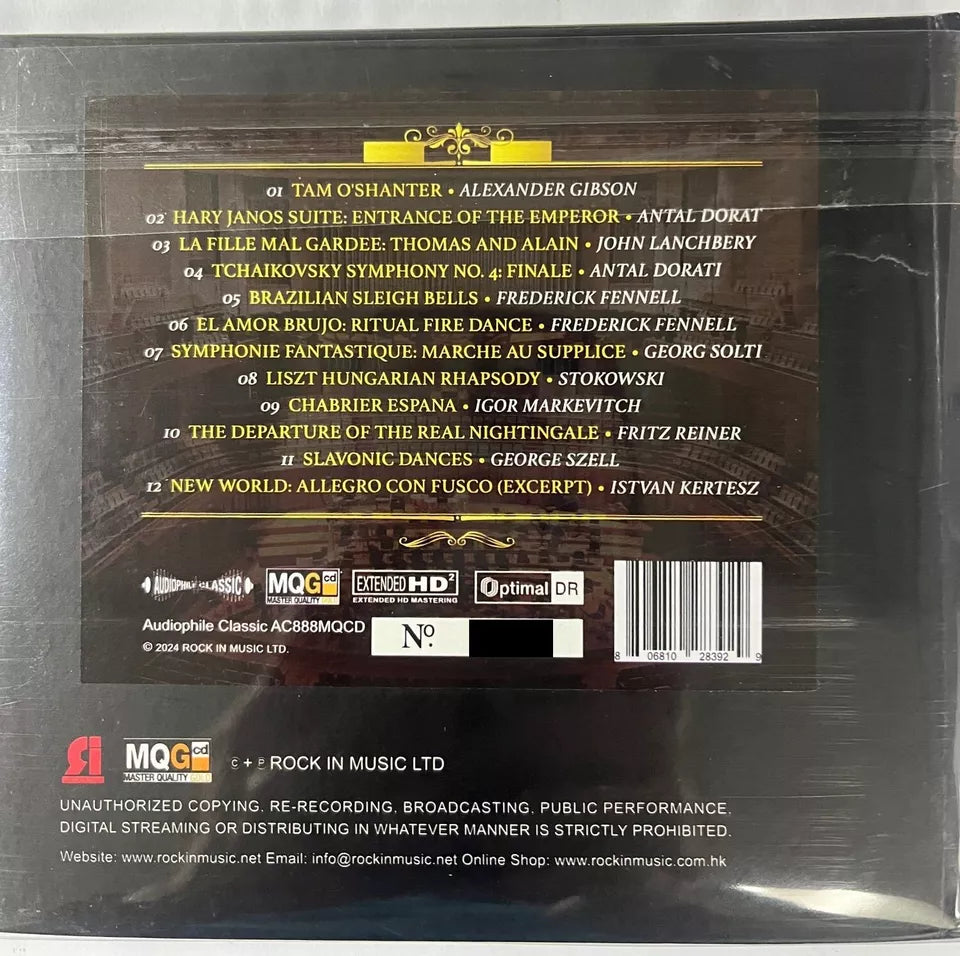 01 TAM O'SHANTER • ALEXANDER GIBSON
02 HARY JANOS SUITE: ENTRANCE OF THE EMPEROR • ANTAL DORAT
03 LA FILLE MAL GARDEE: THOMAS AND ALAIN • JOHN LANCHBERY
04 TCHAIKOVSKY SYMPHONY NO. 4: FINALE • ANTAL DORATI
05 BRAZILIAN SLEIGH BELLS • FREDERICK FENNELL
06 EL AMOR BRUJO: RITUAL FIRE DANCE • FREDERICK FENNELL
07 SYMPHONIE FANTASTIQUE: MARCHE AU SUPPLICE • GEORG SOLTI
08 LISZT HUNGARIAN RHAPSODY • STOKOWSKI
09 CHABRIER ESPANA • IGOR MARKEVITCH
10 THE DEPARTURE OF THE REAL NIGHTINGALE • FRITZ REINER
11 SLAVONIC DANCES • GEORGE SZELL
12 NEW WORLD: ALLEGRO CON FUSCO (EXCERPT) • ISTVAN KERTESZ
AUDIOPHILE CLASSIC MQG cd EXTENDED HD² Optimal DR
MASTER QUALITY GOLD EXTENDED HD MASTERING
Audiophile Classic AC888MQCD Nº.
© 2024 ROCK IN MUSIC LTD.
8 06810 28392 9
MQG cd © + ℗ ROCK IN MUSIC LTD
MASTER QUALITY GOLD
UNAUTHORIZED COPYING, RE-RECORDING, BROADCASTING, PUBLIC PERFORMANCE,
DIGITAL STREAMING OR DISTRIBUTING IN WHATEVER MANNER IS STRICTLY PROHIBITED.
Website: www.rockinmusic.net Email: info@rockinmusic.net Online Shop: www.rockinmusic.com.hk